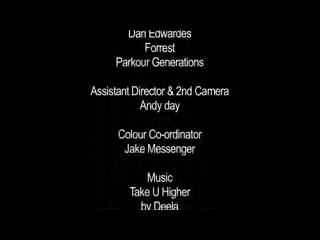 Dan Edwardes
Forrest
Parkour Generations
Assistant Director & 2nd Camera
Andy day
Colour Co-ordinator
Jake Messenger
Music
Take U Higher
by Deela